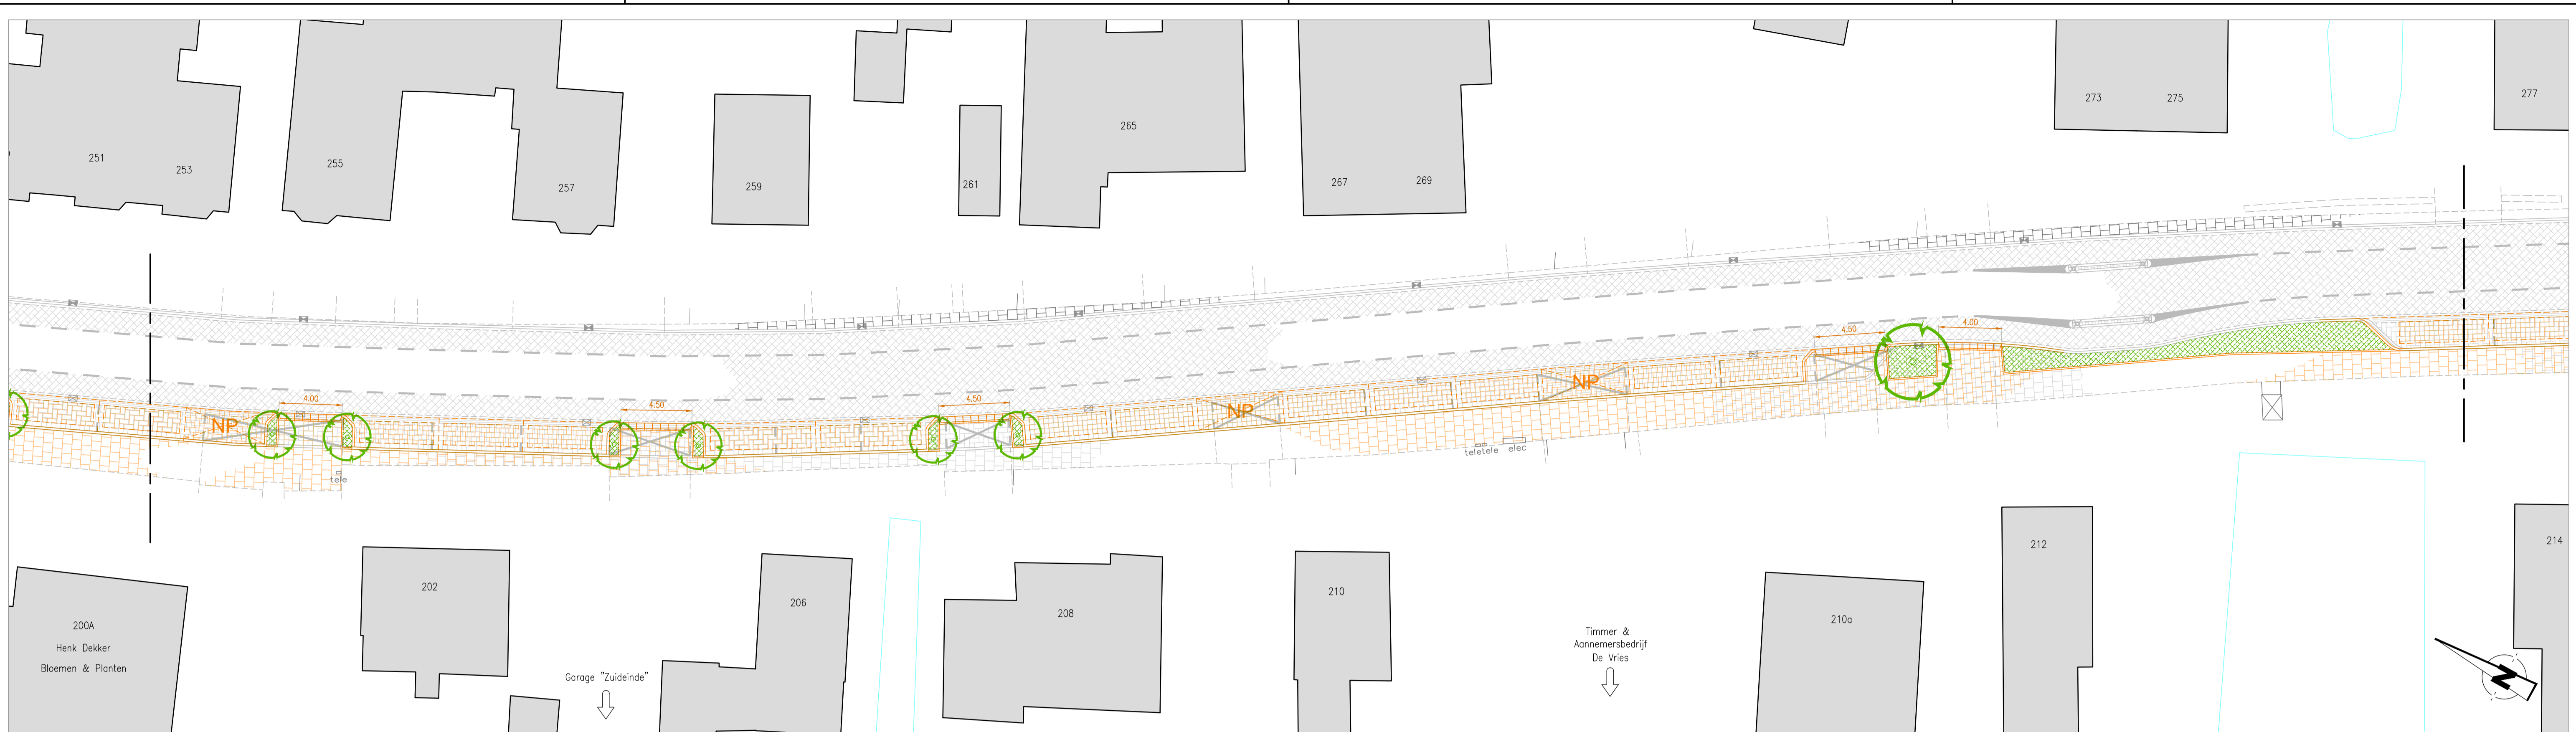 251
253
255
257
259
261
265
267
269
273
275
277
4.00
4.50
4.50
4.50
4.00
NP
NP
NP
tele
teletele elec
200A
Henk Dekker
Bloemen & Planten
202
Garage "Zuideinde"
206
208
210
Timmer &
Aannemersbedrijf
De Vries
210a
212
214
N